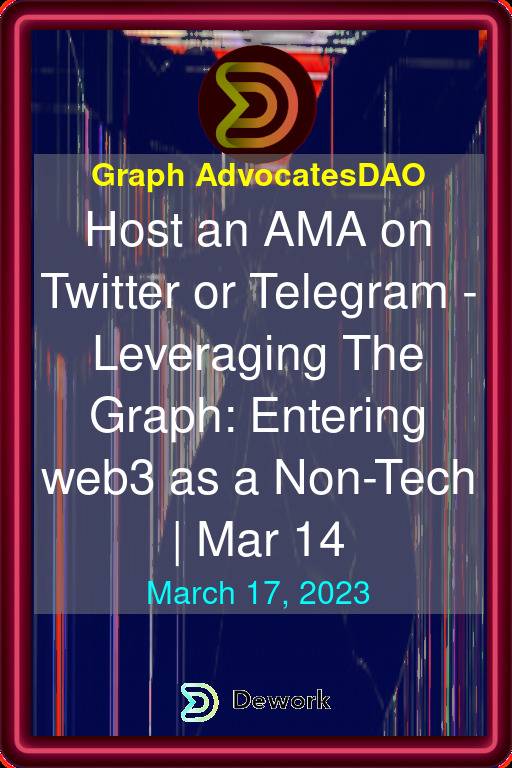 Graph AdvocatesDAO
Host an AMA on
Twitter or Telegram -
Leveraging The
Graph: Entering
web3 as a Non-Tech
| Mar 14
March 17, 2023
Dework